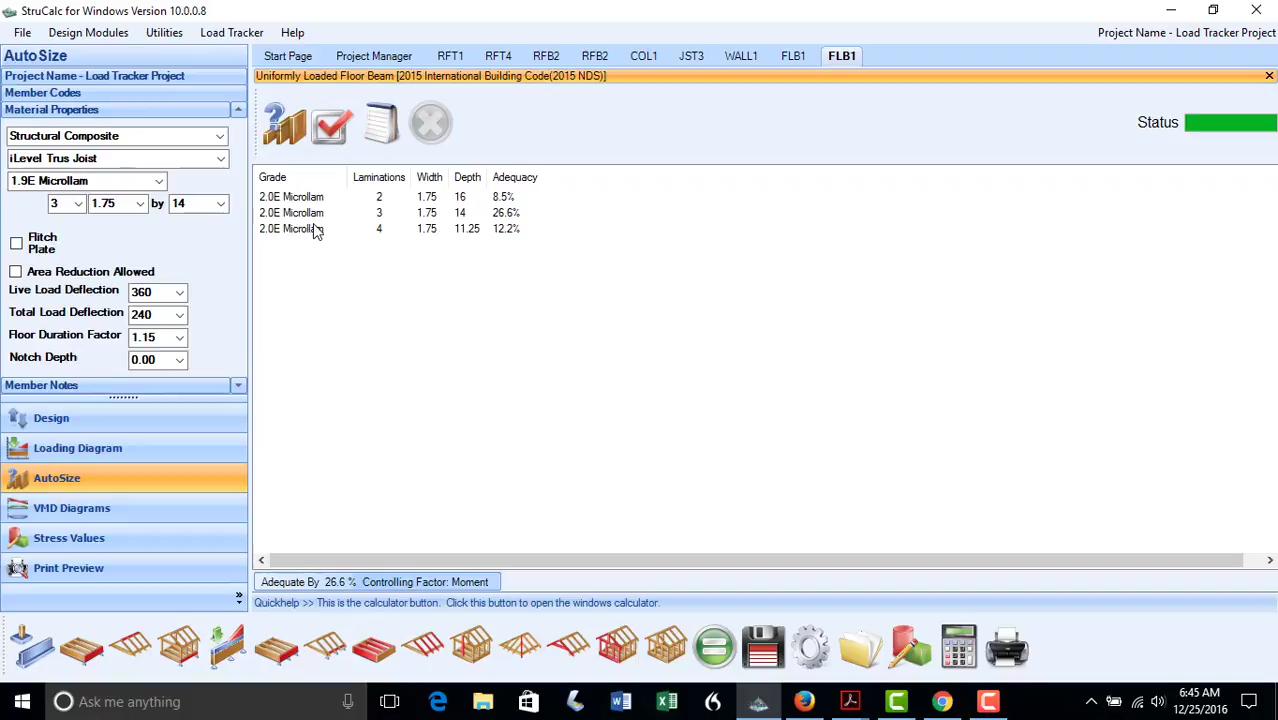 StruCalc for Windows Version 10.0.0.8
File Design Modules Utilities Load Tracker Help
Project Name - Load Tracker Project
AutoSize
Start Page Project Manager RFT1 RFT4 RFB2 RFB2 COL1 JST3 WALL1 FLB1 FLB1
Project Name - Load Tracker Project
Uniformly Loaded Floor Beam [2015 International Building Code(2015 NDS)]
Member Codes
Material Properties
Structural Composite
iLevel Trus Joist
1.9E Microllam
3 1.75 by 14
Flitch
Plate
Area Reduction Allowed
Live Load Deflection 360
Total Load Deflection 240
Floor Duration Factor 1.15
Notch Depth 0.00
Member Notes
Design
Loading Diagram
AutoSize
VMD Diagrams
Stress Values
Print Preview
Status
Grade Laminations Width Depth Adequacy
2.0E Microllam 2 1.75 16 8.5%
2.0E Microllam 3 1.75 14 26.6%
2.0E Microllam 4 1.75 11.25 12.2%
Adequate By 26.6 % Controlling Factor: Moment
Quickhelp >> This is the calculator button. Click this button to open the windows calculator.
Ask me anything
6:45 AM
12/25/2016